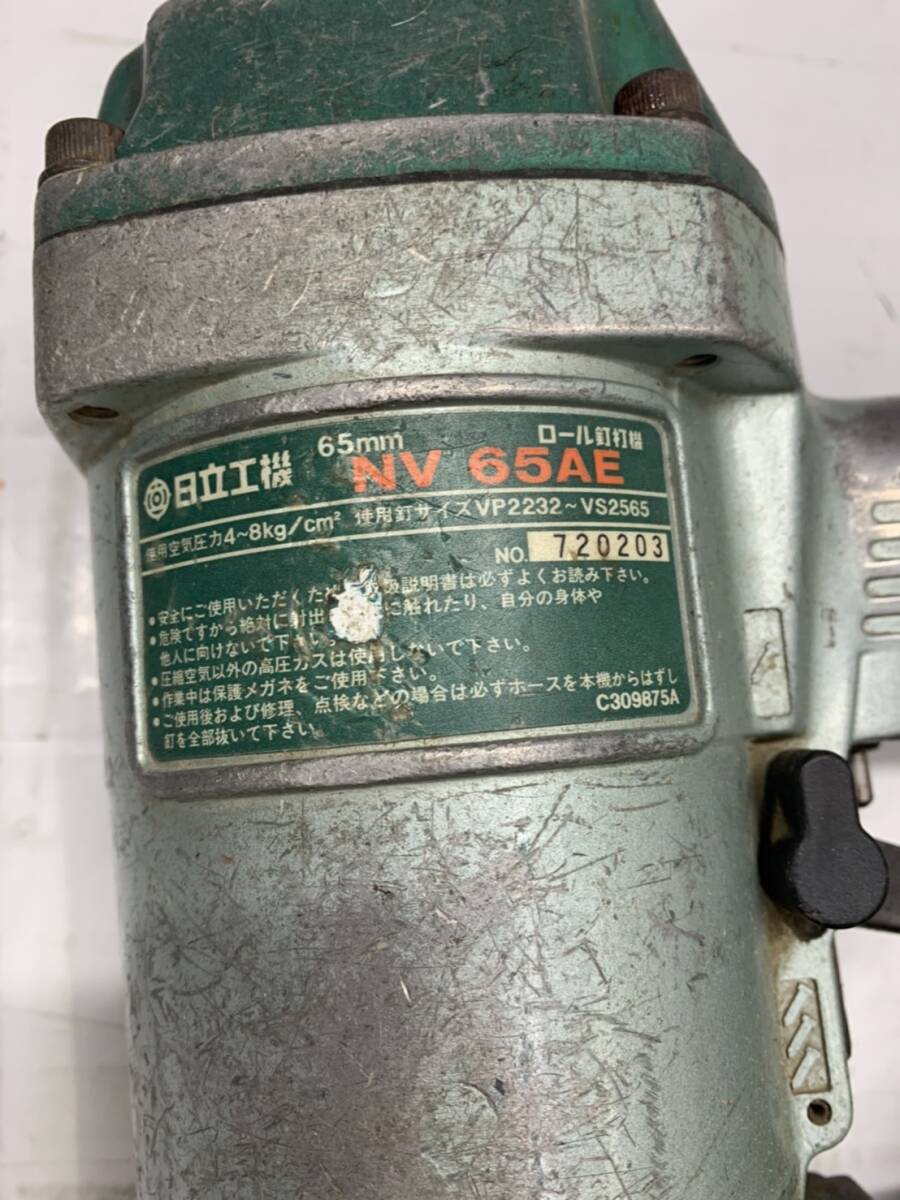 65mm ロール釘打機
日立工機 NV 65AE
使用空気圧力4~8kg/cm² 使用釘サイズVP2232~VS2565
NO. 720203
•安全にご使用いただくた 扱説明書は必ずよくお読み下さい。
•危険ですから絶対に射出 に触れたり、自分の身体や
他人に向けないで下さい。
•圧縮空気以外の高圧ガスは使用しないで下さい。
•作業中は保護メガネをご使用下さい。
•ご使用後および修理、点検などの場合は必ずホースを本機からはずし
釘を全部抜いて下さい。
C309875A